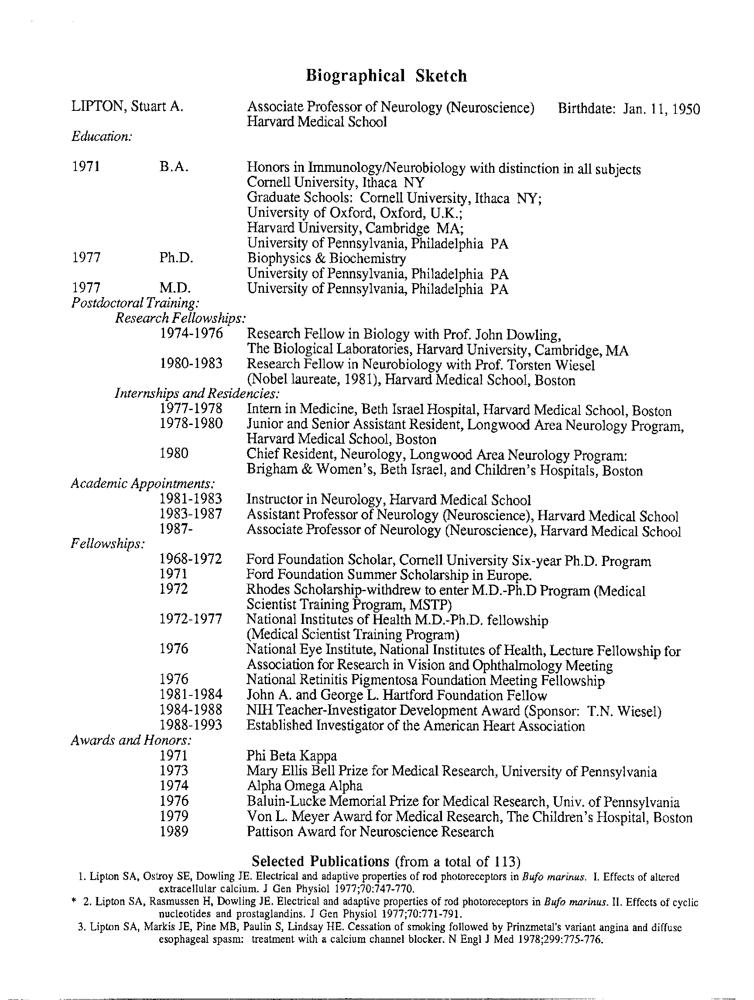 Biographical Sketch
LIPTON, Stuart A. Associate Professor of Neurology (Neuroscience) Birthdate: Jan. 11, 1950
Harvard Medical School
Education:
1971 B.A. Honors in Immunology/Neurobiology with distinction in all subjects
Cornell University, Ithaca NY
Graduate Schools: Cornell University, Ithaca NY;
University of Oxford, Oxford, U.K.;
Harvard University, Cambridge MA;
University of Pennsylvania, Philadelphia PA
1977 Ph.D. Biophysics & Biochemistry
University of Pennsylvania, Philadelphia PA
1977 M.D. University of Pennsylvania, Philadelphia PA
Postdoctoral Training:
Research Fellowships:
1974-1976 Research Fellow in Biology with Prof. John Dowling,
The Biological Laboratories, Harvard University, Cambridge, MA
1980-1983 Research Fellow in Neurobiology with Prof. Torsten Wiesel
(Nobel laureate, 1981), Harvard Medical School, Boston
Internships and Residencies:
1977-1978 Intern in Medicine, Beth Israel Hospital, Harvard Medical School, Boston
1978-1980 Junior and Senior Assistant Resident, Longwood Area Neurology Program,
Harvard Medical School, Boston
1980 Chief Resident, Neurology, Longwood Area Neurology Program:
Brigham & Women's, Beth Israel, and Children's Hospitals, Boston
Academic Appointments:
1981-1983 Instructor in Neurology, Harvard Medical School
1983-1987 Assistant Professor of Neurology (Neuroscience), Harvard Medical School
1987- Associate Professor of Neurology (Neuroscience), Harvard Medical School
Fellowships:
1968-1972 Ford Foundation Scholar, Cornell University Six-year Ph.D. Program
1971 Ford Foundation Summer Scholarship in Europe.
1972 Rhodes Scholarship-withdrew to enter M.D.-Ph.D Program (Medical
Scientist Training Program, MSTP)
1972-1977 National Institutes of Health M.D.-Ph.D. fellowship
(Medical Scientist Training Program)
1976 National Eye Institute, National Institutes of Health, Lecture Fellowship for
Association for Research in Vision and Ophthalmology Meeting
1976 National Retinitis Pigmentosa Foundation Meeting Fellowship
1981-1984 John A. and George L. Hartford Foundation Fellow
1984-1988 NIH Teacher-Investigator Development Award (Sponsor: T.N. Wiesel)
1988-1993 Established Investigator of the American Heart Association
Awards and Honors:
1971 Phi Beta Kappa
1973 Mary Ellis Bell Prize for Medical Research, University of Pennsylvania
1974 Alpha Omega Alpha
1976 Baluin-Lucke Memorial Prize for Medical Research, Univ. of Pennsylvania
1979 Von L. Meyer Award for Medical Research, The Children's Hospital, Boston
1989 Pattison Award for Neuroscience Research
Selected Publications (from a total of 113)
1. Lipton SA, Ostroy SE, Dowling JE. Electrical and adaptive properties of rod photoreceptors in Bufo marinus. I. Effects of altered
extracellular calcium. J Gen Physiol 1977;70:747-770.
* 2. Lipton SA, Rasmussen H, Dowling JE. Electrical and adaptive properties of rod photoreceptors in Bufo marinus. II. Effects of cyclic
nucleotides and prostaglandins. J Gen Physiol 1977;70:771-791.
3. Lipton SA, Markis JE, Pine MB, Paulin S, Lindsay HE. Cessation of smoking followed by Prinzmetal's variant angina and diffuse
esophageal spasm: treatment with a calcium channel blocker. N Engl J Med 1978;299:775-776.